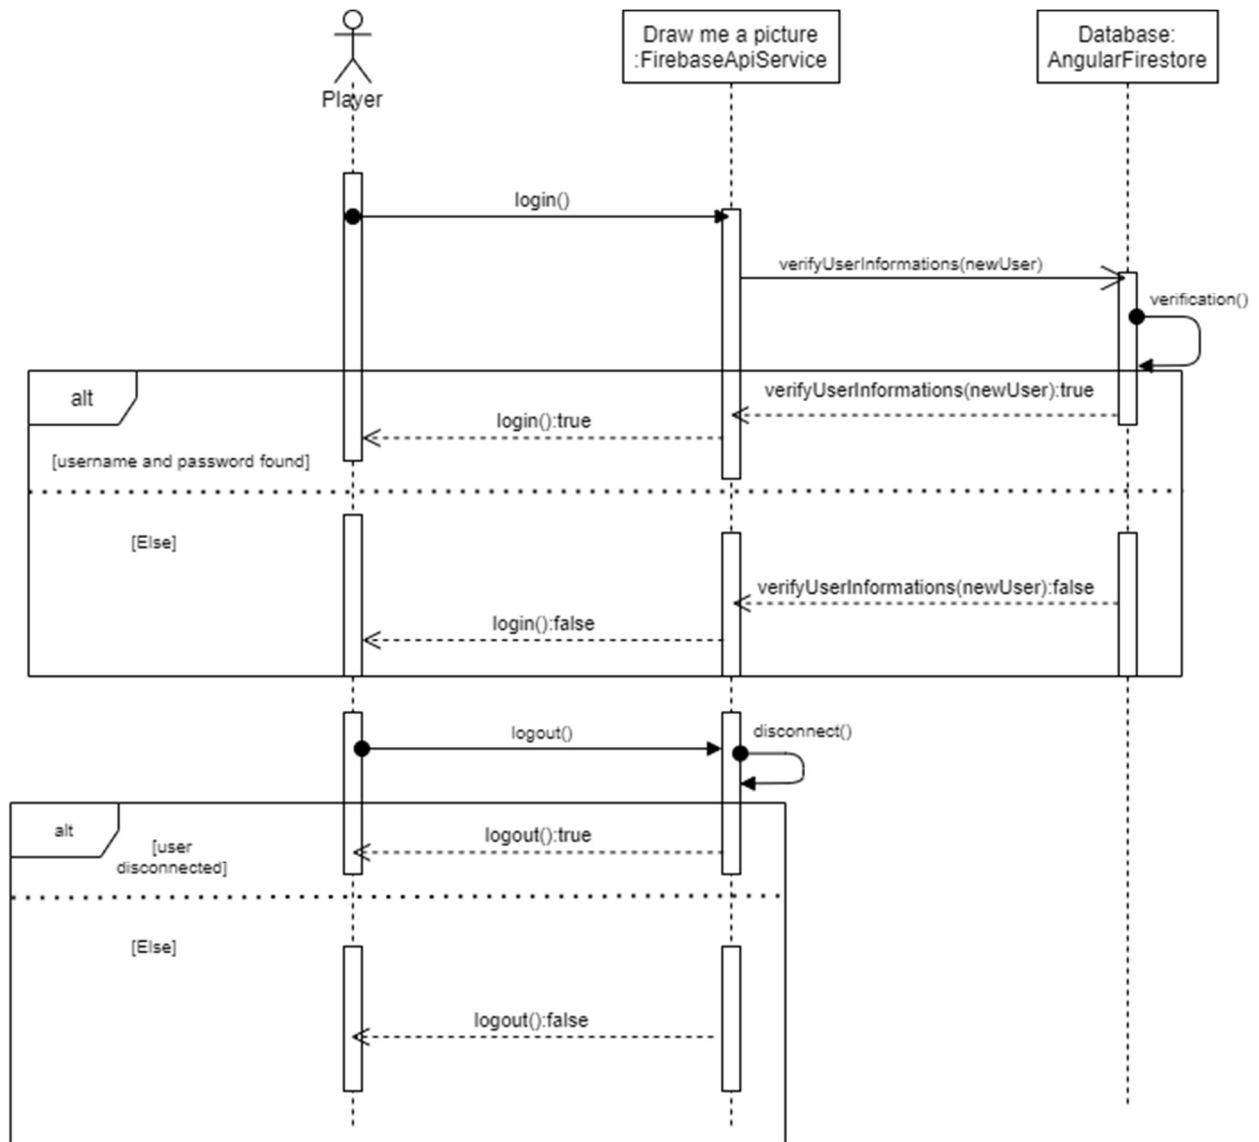 Draw me a picture
:FirebaseApiService
Database:
AngularFirestore
Player
login()
verifyUserInformations(newUser)
verification()
alt
verifyUserInformations(newUser):true
login():true
[username and password found]
[Else]
verifyUserInformations(newUser):false
login():false
logout()
disconnect()
alt
logout():true
[user
disconnected]
[Else]
logout():false